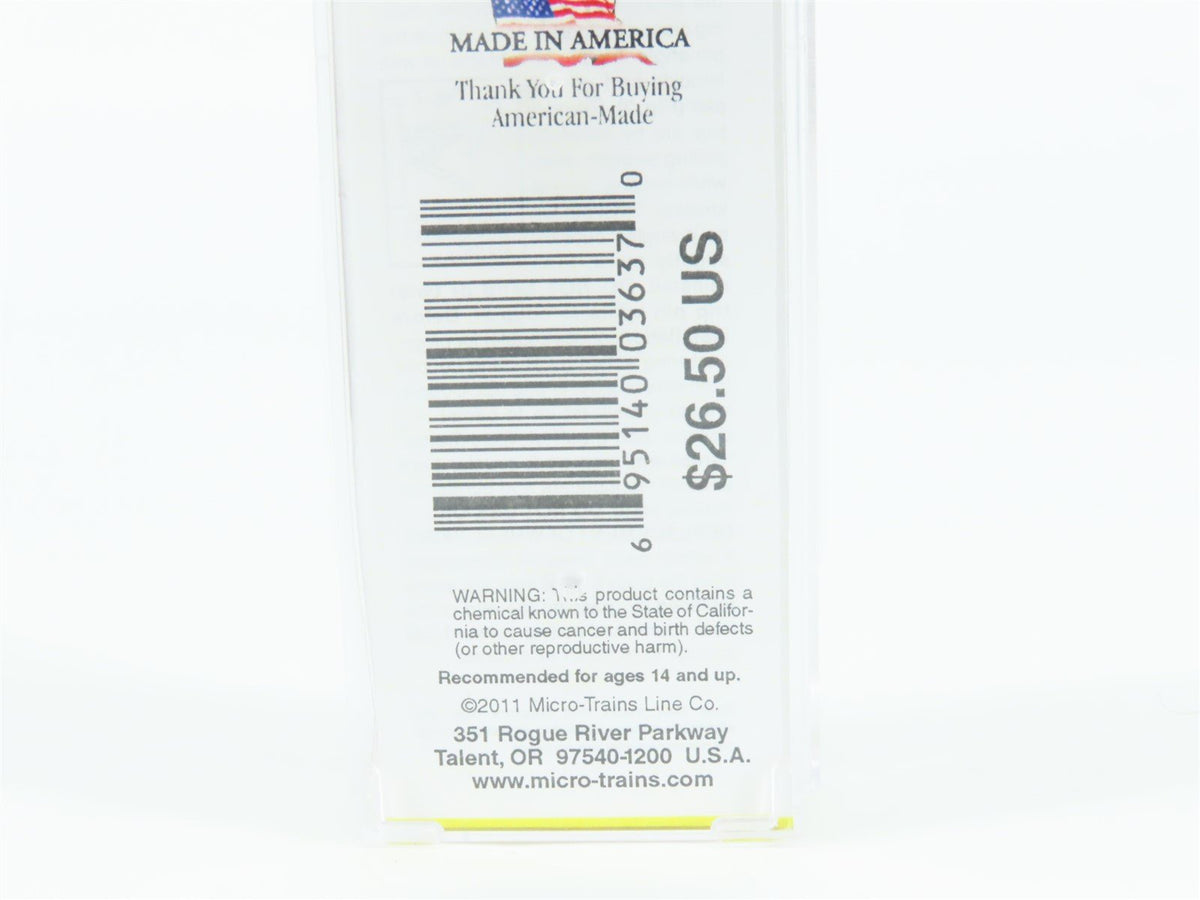 MADE IN AMERICA
Thank You For Buying
American-Made
6 95140 03637 0
$26.50 US
WARNING: This product contains a
chemical known to the State of Califor-
nia to cause cancer and birth defects
(or other reproductive harm).
Recommended for ages 14 and up.
©2011 Micro-Trains Line Co.
351 Rogue River Parkway
Talent, OR 97540-1200 U.S.A.
www.micro-trains.com